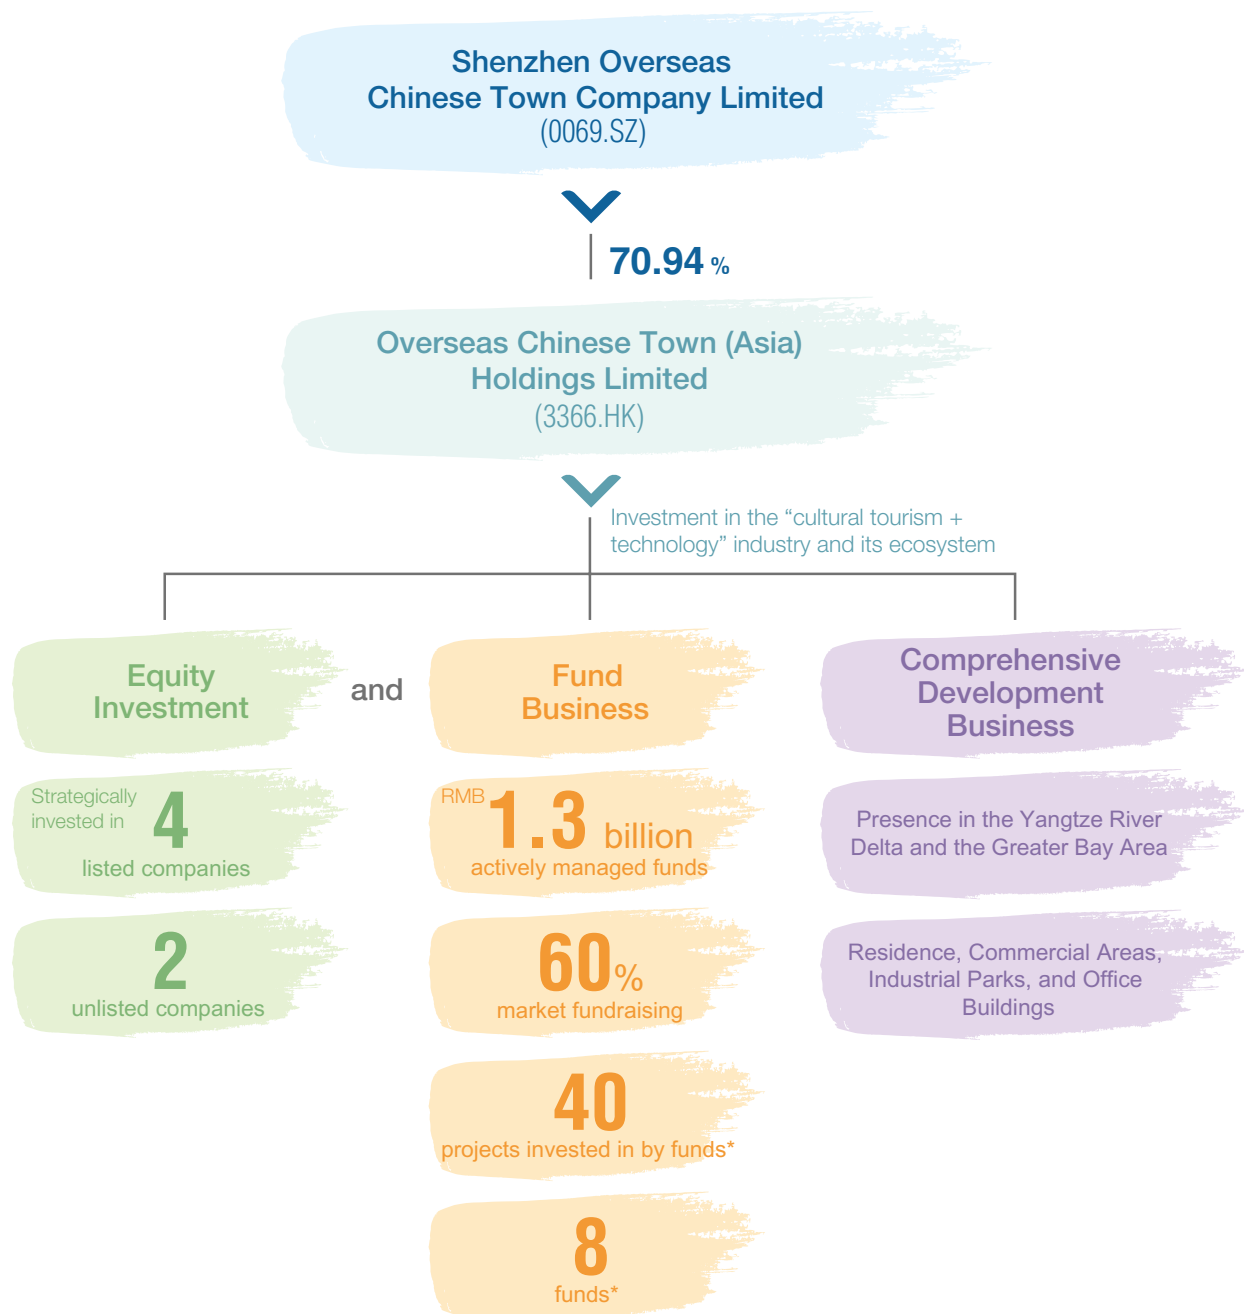 Shenzhen Overseas
Chinese Town Company Limited
(0069.SZ)
70.94 %
Overseas Chinese Town (Asia)
Holdings Limited
(3366.HK)
Investment in the “cultural tourism +
technology” industry and its ecosystem
Equity
Investment
and
Fund
Business
Comprehensive
Development
Business
Strategically
invested in 4
listed companies
2
unlisted companies
RMB 1.3 billion
actively managed funds
60%
market fundraising
40
projects invested in by funds*
8
funds*
Presence in the Yangtze River
Delta and the Greater Bay Area
Residence, Commercial Areas,
Industrial Parks, and Office
Buildings